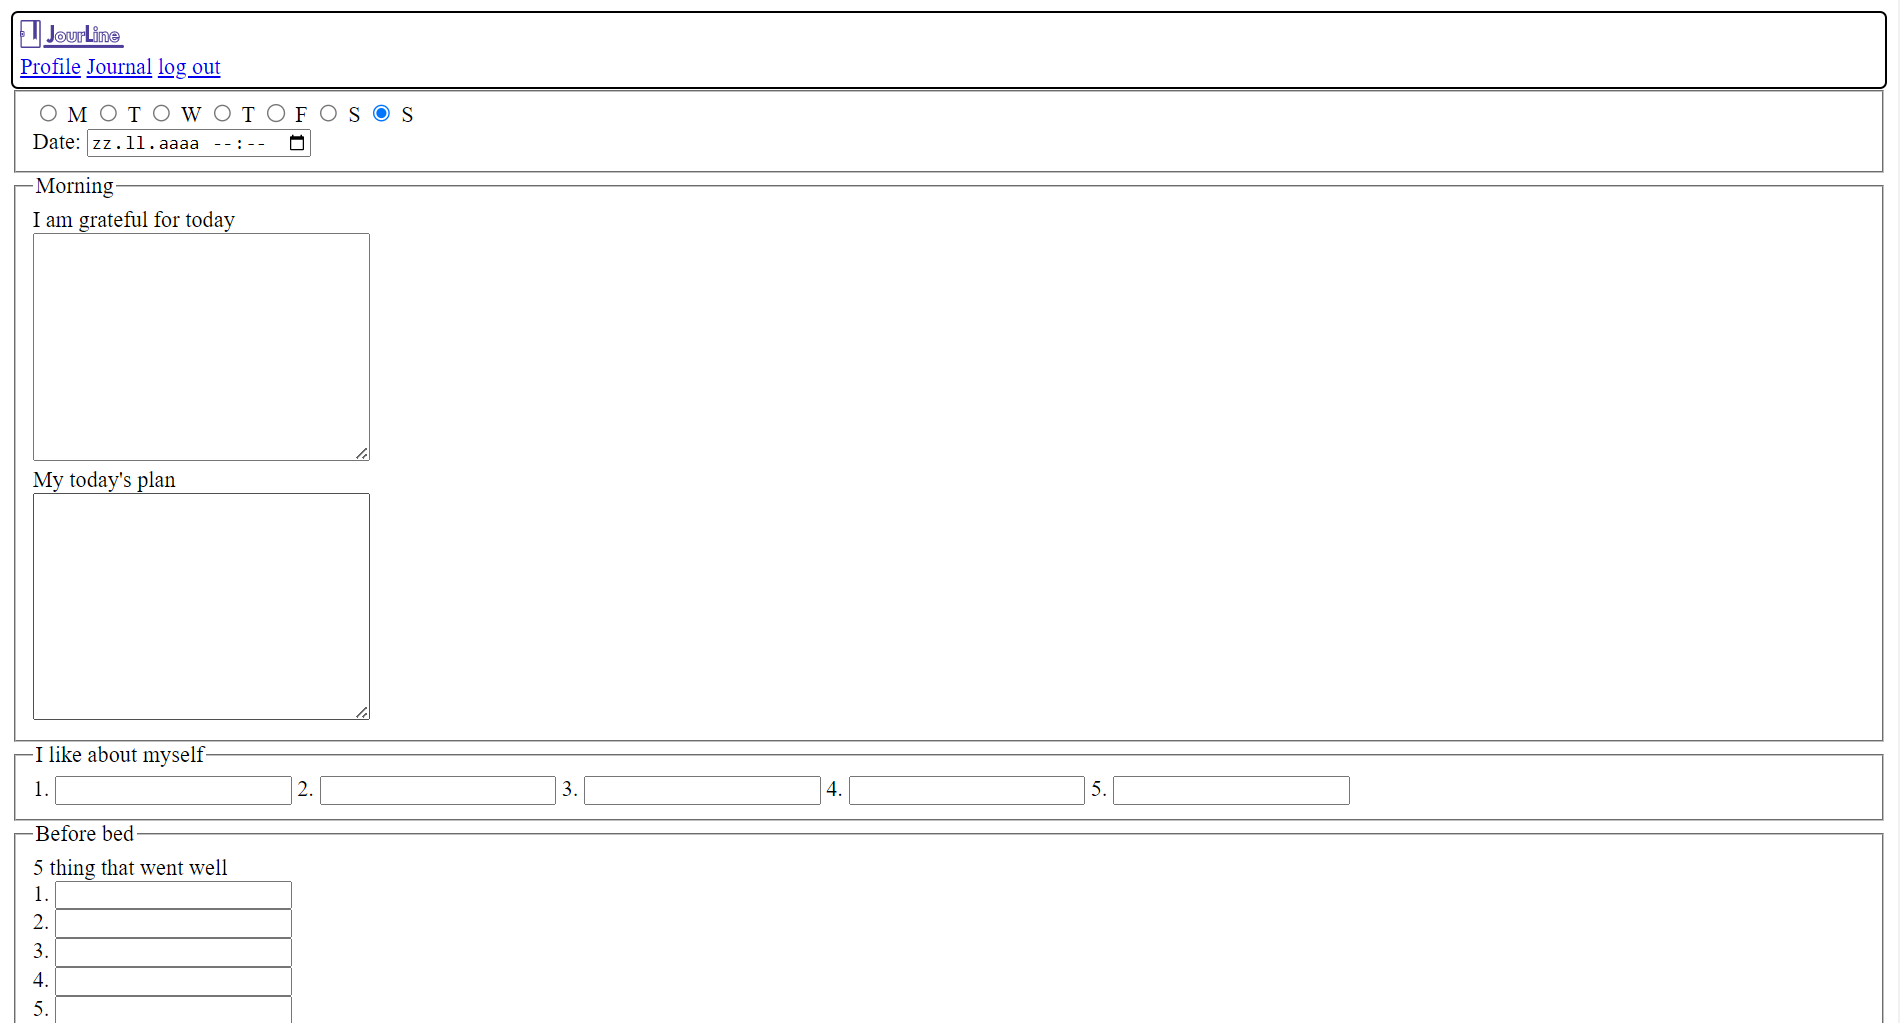 JourLine
Profile Journal log out
M T W T F S S
Date: zz.ll.aaaa --:--
Morning
I am grateful for today
My today's plan
I like about myself
1. 2. 3. 4. 5.
Before bed
5 thing that went well
1.
2.
3.
4.
5.